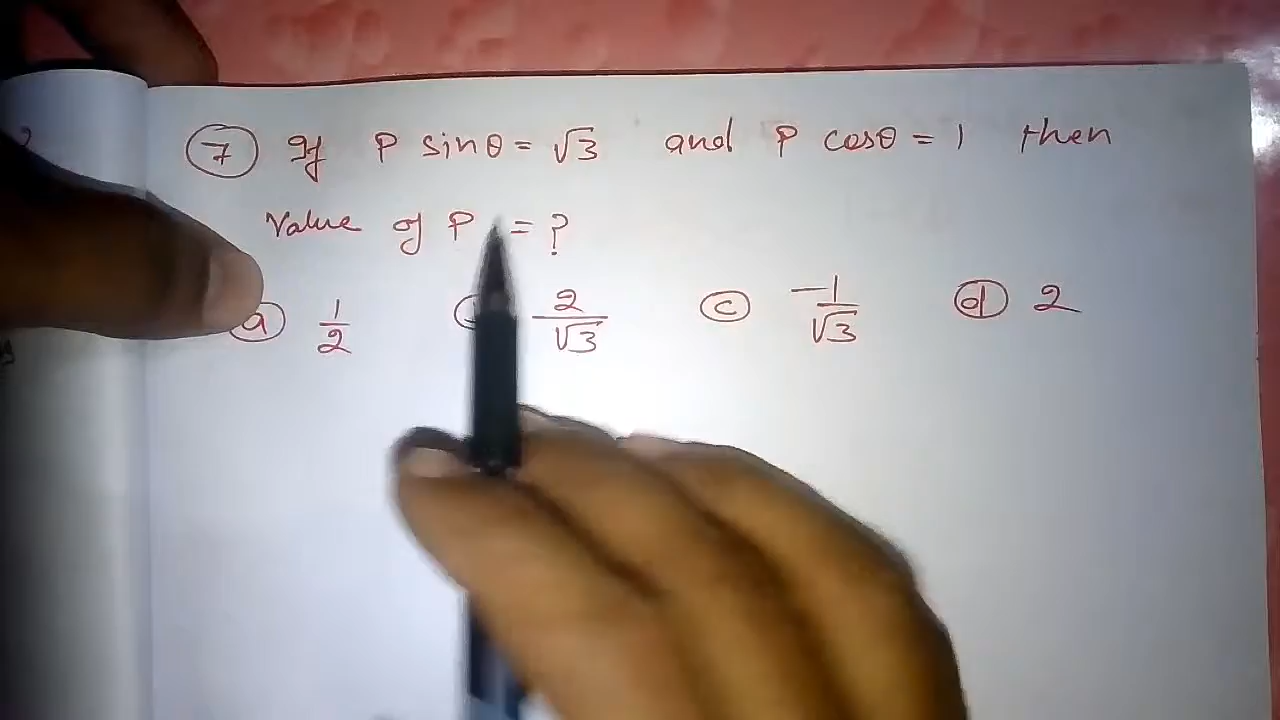 7 If P sinθ = √3 and P cosθ = 1 then
Value of P = ?
a 1/2 2/√3 c -1/√3 d 2